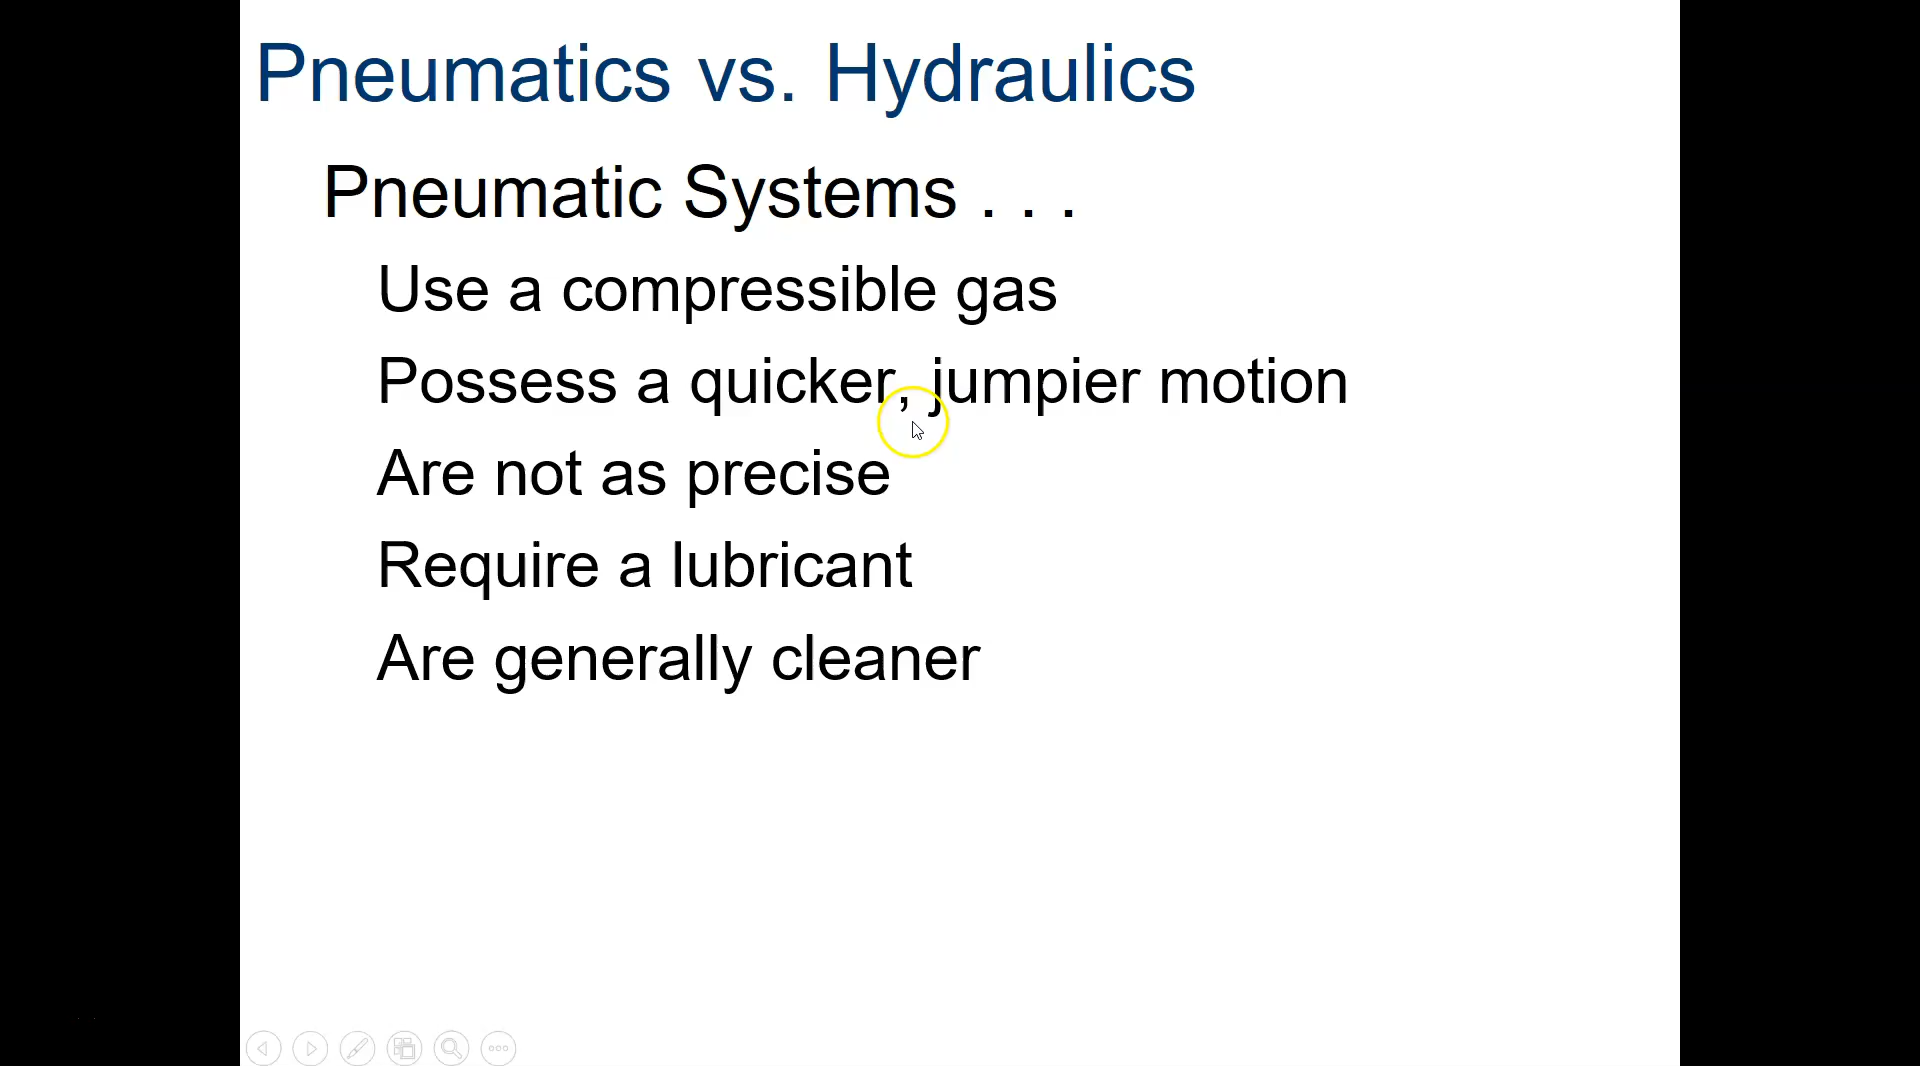 Pneumatics vs. Hydraulics
Pneumatic Systems . . .
Use a compressible gas
Possess a quicker, jumpier motion
Are not as precise
Require a lubricant
Are generally cleaner